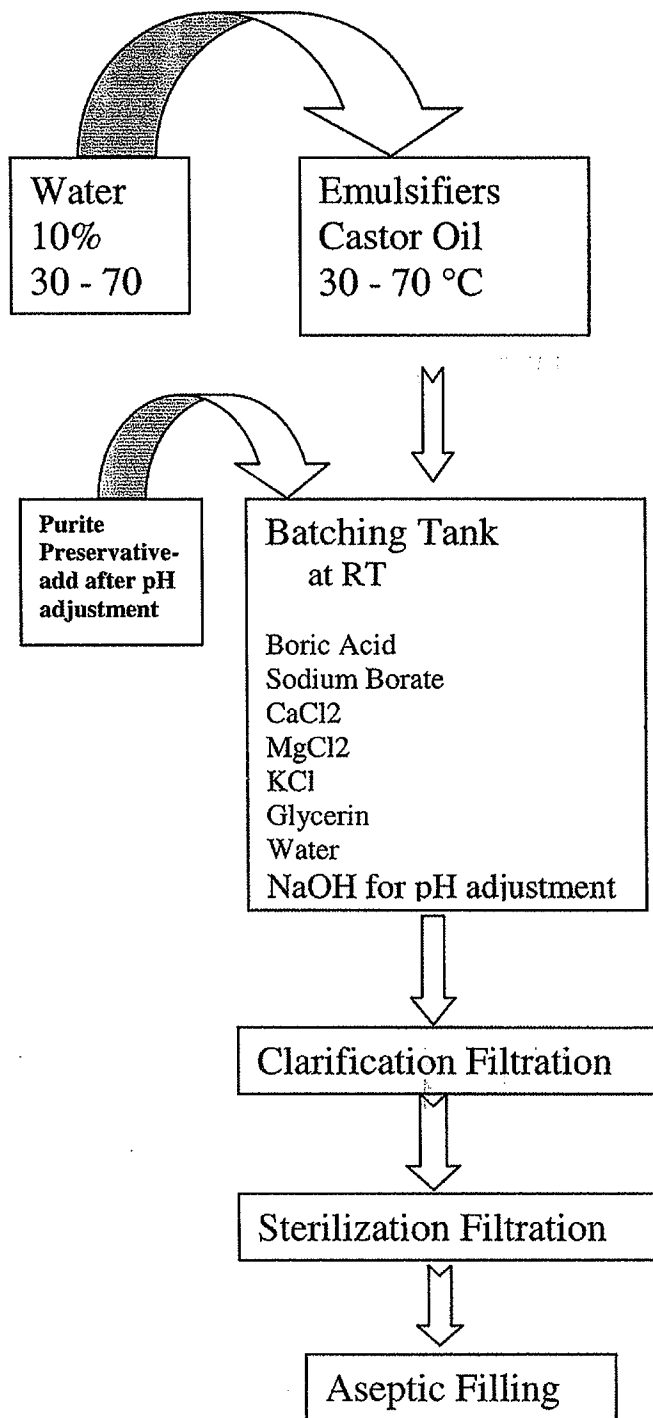 Water
10%
30 - 70
Emulsifiers
Castor Oil
30 - 70 °C
Purite
Preservative-
add after pH
adjustment
Batching Tank
at RT
Boric Acid
Sodium Borate
CaCl2
MgCl2
KCl
Glycerin
Water
NaOH for pH adjustment
Clarification Filtration
Sterilization Filtration
Aseptic Filling